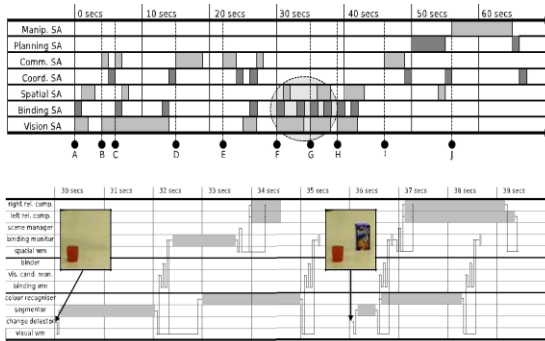 0 secs 10 secs 20 secs 30 secs 40 secs 50 secs 60 secs
Manip. SA
Planning SA
Comm. SA
Coord. SA
Spatial SA
Binding SA
Vision SA
A B C D E F G H I J
30 secs 31 secs 32 secs 33 secs 34 secs 35 secs 36 secs 37 secs 38 secs 39 secs
right rel. comp.
left rel. comp.
scene manager
binding monitor
spatial wm
binder
vis. cand. mon.
binding wm
colour recogniser
segmentor
change detector
visual wm